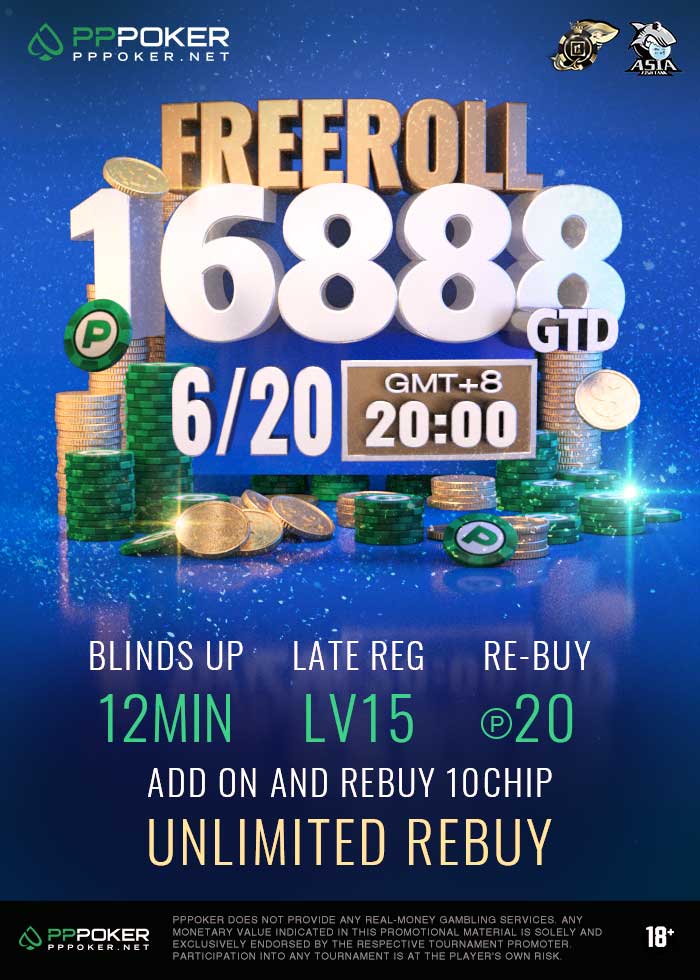 PPPOKER
PPPOKER.NET
ASIA
FISH TANK
FREEROLL
16888
GTD
6/20
GMT+8
20:00
P
P
BLINDS UP LATE REG RE-BUY
12MIN LV15 Ⓟ20
ADD ON AND REBUY 10CHIP
UNLIMITED REBUY
PPPOKER
PPPOKER.NET
PPPOKER DOES NOT PROVIDE ANY REAL-MONEY GAMBLING SERVICES. ANY
MONETARY VALUE INDICATED IN THIS PROMOTIONAL MATERIAL IS SOLELY AND
EXCLUSIVELY ENDORSED BY THE RESPECTIVE TOURNAMENT PROMOTER.
PARTICIPATION INTO ANY TOURNAMENT IS AT THE PLAYER'S OWN RISK.
18+